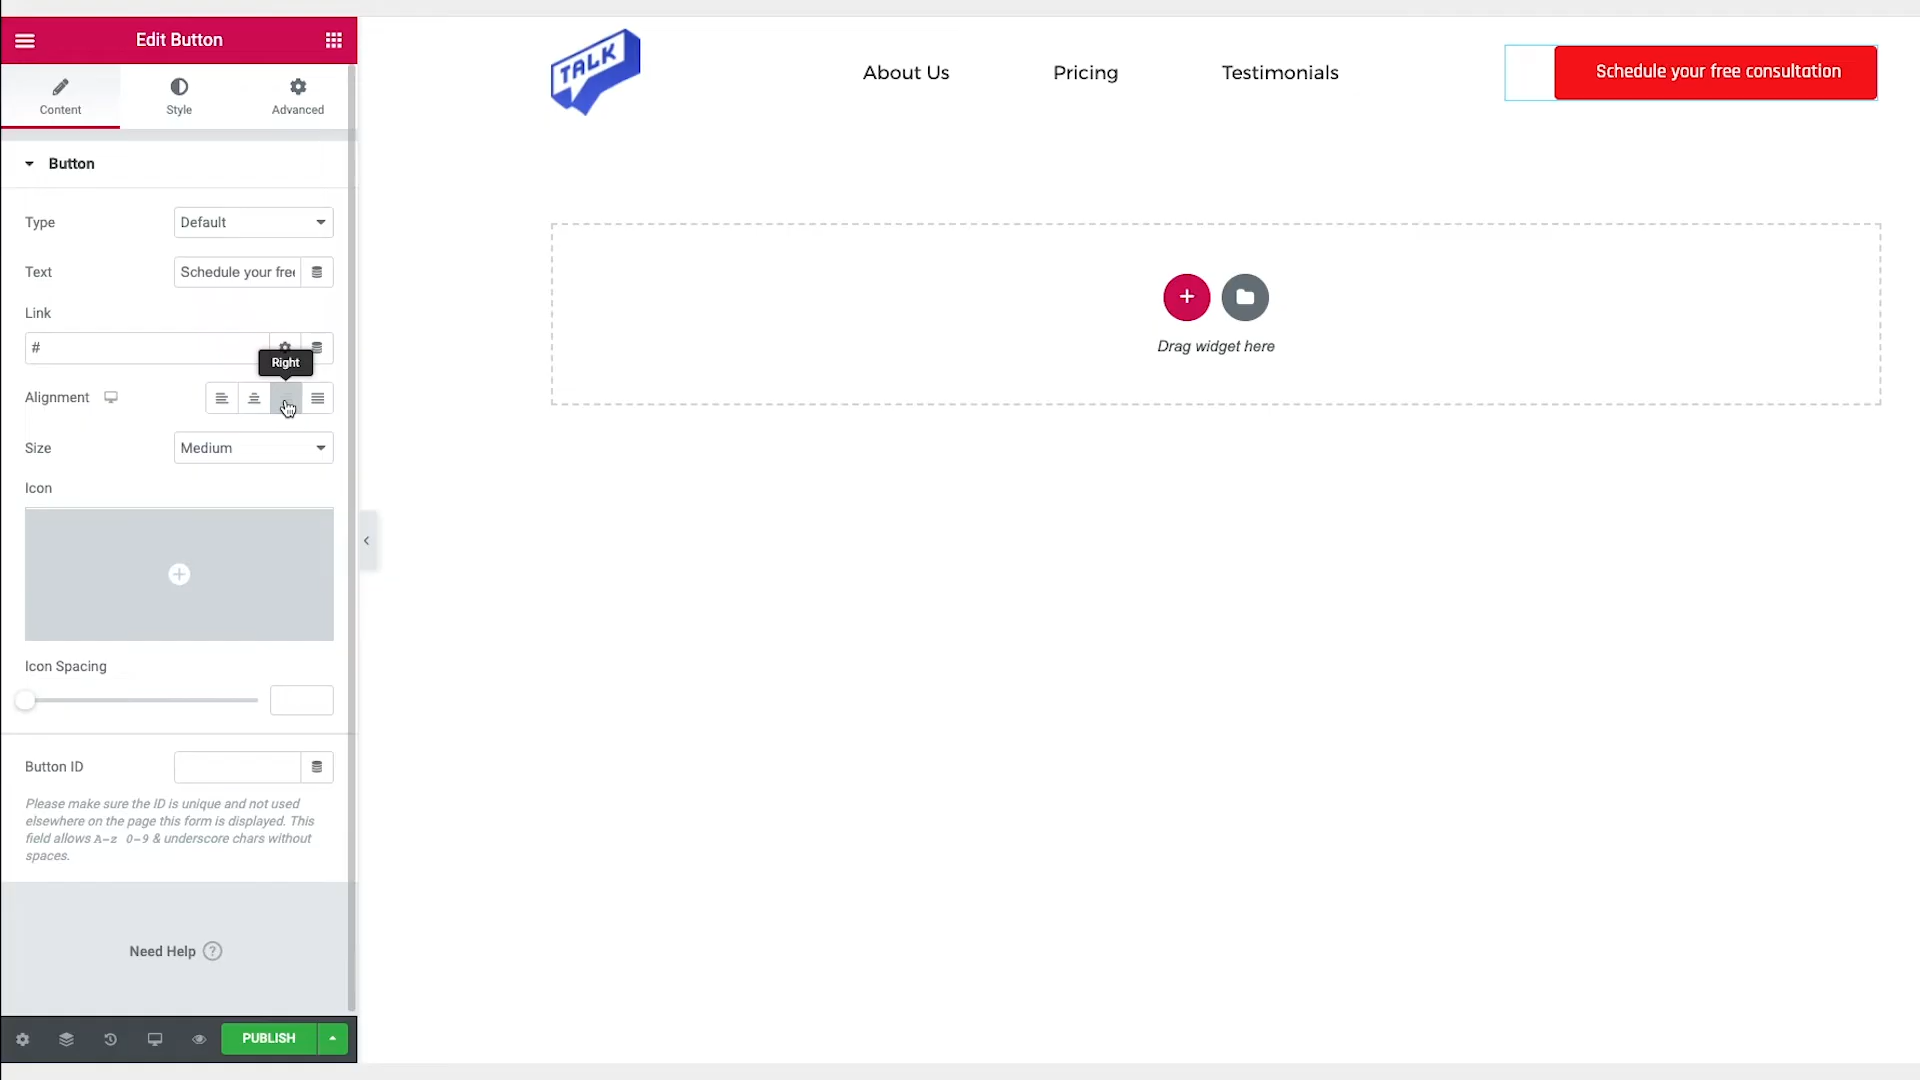 Edit Button
Content
Style
Advanced
Button
Type
Default
Text
Schedule your free
Link
#
Right
Alignment
Size
Medium
Icon
Icon Spacing
Button ID
Please make sure the ID is unique and not used
elsewhere on the page this form is displayed. This
field allows A-z 0-9 & underscore chars without
spaces.
Need Help ?
PUBLISH
TALK
About Us
Pricing
Testimonials
Schedule your free consultation
Drag widget here